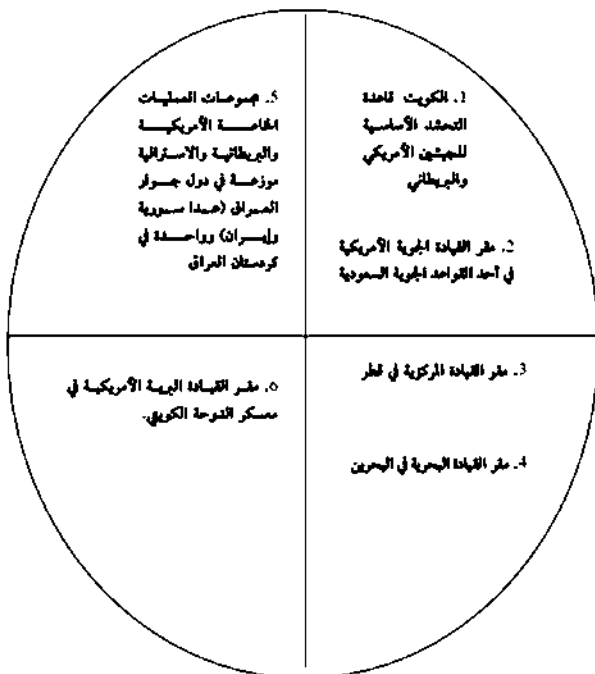 1. الكويت قاعدة
التحشد الأساسية
للجيشين الأمريكي
والبريطاني
2. مقر القيادة الجوية الأمريكية
في أحد القواعد الجوية السعودية
3. مقر القيادة المركزية في قطر
4. مقر القيادة البحرية في البحرين
5. مجموعات العمليات
الخاصة الأمريكية
والبريطانية والاسترالية
موزعة في دول جوار
العراق (عدا سورية
وإيران) وواحدة في
كردستان العراق
6. مقر القيادة البرية الأمريكية في
معسكر الدوحة الكويتي.